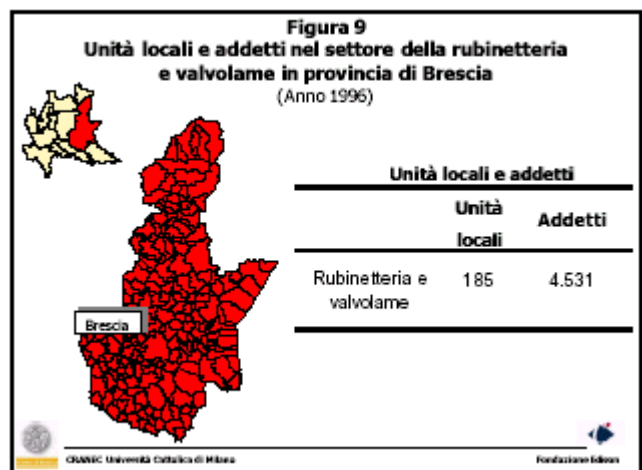 Figura 9
Unità locali e addetti nel settore della rubinetteria
e valvolame in provincia di Brescia
(Anno 1996)
Unità locali e addetti
Unità
locali
Addetti
Rubinetteria e
valvolame
185
4.531
Brescia
CRANEC Università Cattolica di Milano
Fondazione Edison